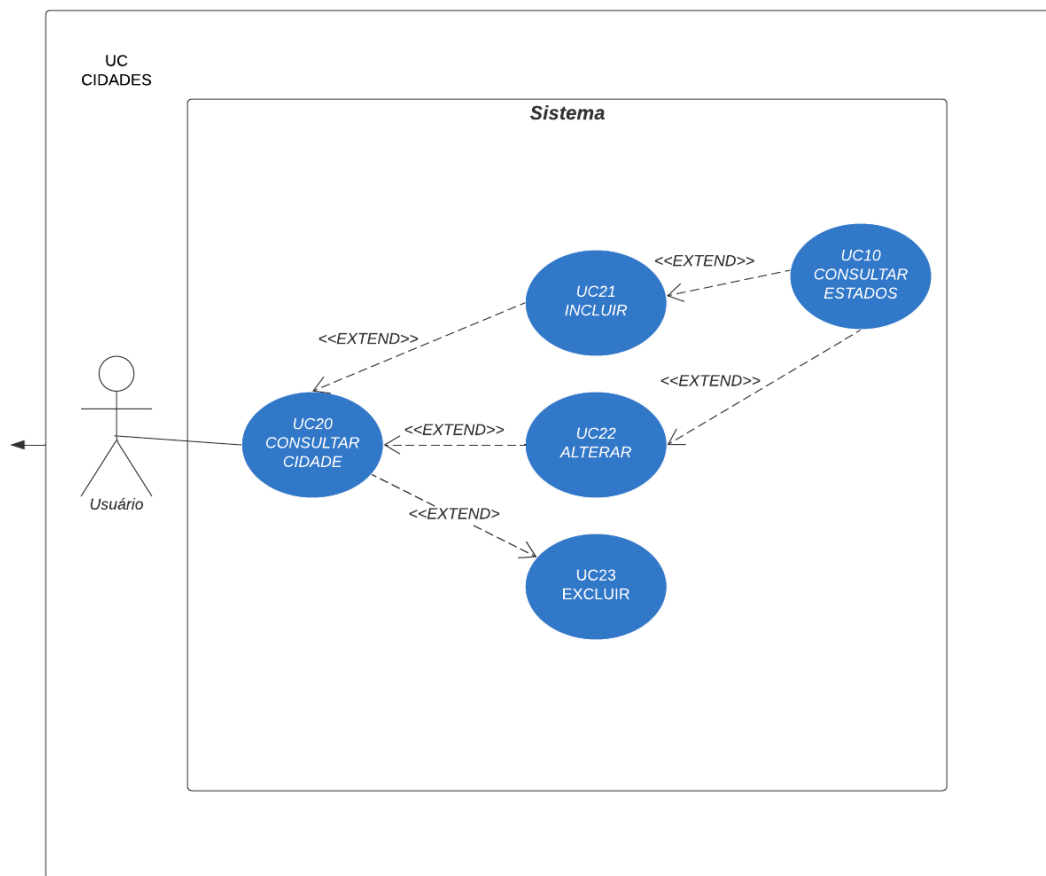 UC
CIDADES
Sistema
UC10
CONSULTAR
ESTADOS
<<EXTEND>>
UC21
INCLUIR
<<EXTEND>>
<<EXTEND>>
UC20
CONSULTAR
CIDADE
<<EXTEND>>
UC22
ALTERAR
Usuário
<<EXTEND>
UC23
EXCLUIR